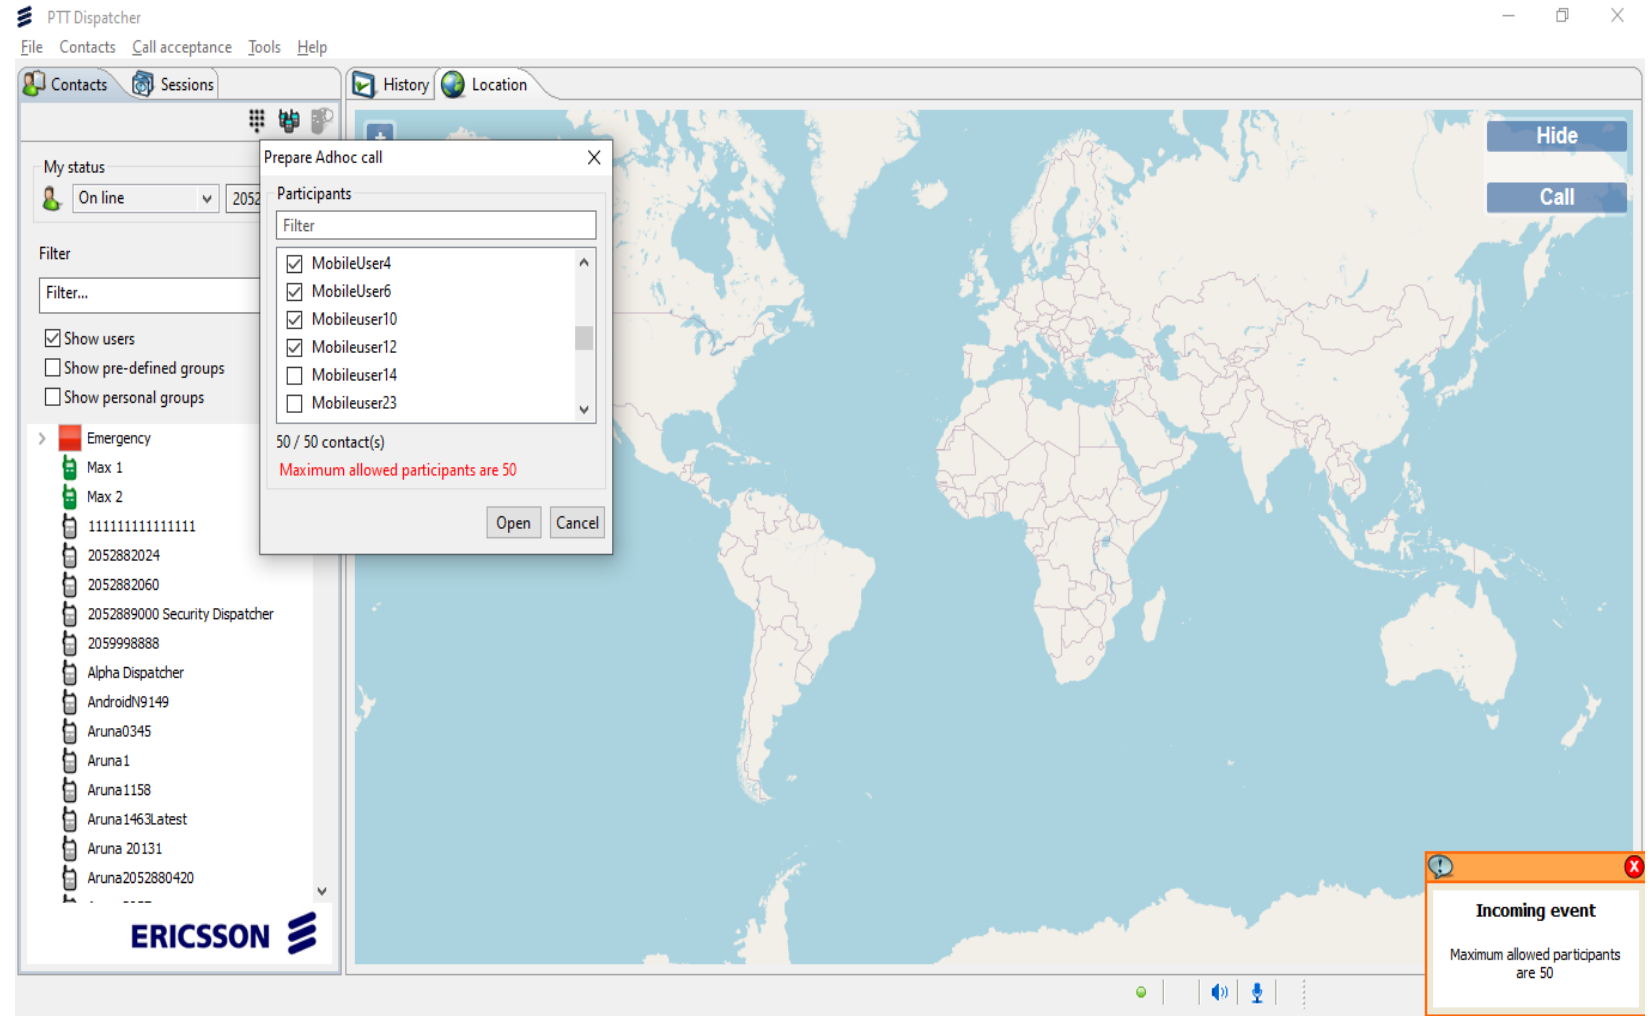 PTT Dispatcher
File Contacts Call acceptance Tools Help
Contacts Sessions
History Location
My status
On line 2052
Filter
Filter...
Show users
Show pre-defined groups
Show personal groups
Emergency
Max 1
Max 2
111111111111111
2052882024
2052882060
2052889000 Security Dispatcher
2059998888
Alpha Dispatcher
AndroidN9149
Aruna0345
Aruna1
Aruna1158
Aruna1463Latest
Aruna 20131
Aruna2052880420
ERICSSON
Prepare Adhoc call
Participants
Filter
MobileUser4
MobileUser6
Mobileuser10
Mobileuser12
Mobileuser14
Mobileuser23
50 / 50 contact(s)
Maximum allowed participants are 50
Open Cancel
Hide
Call
Incoming event
Maximum allowed participants
are 50